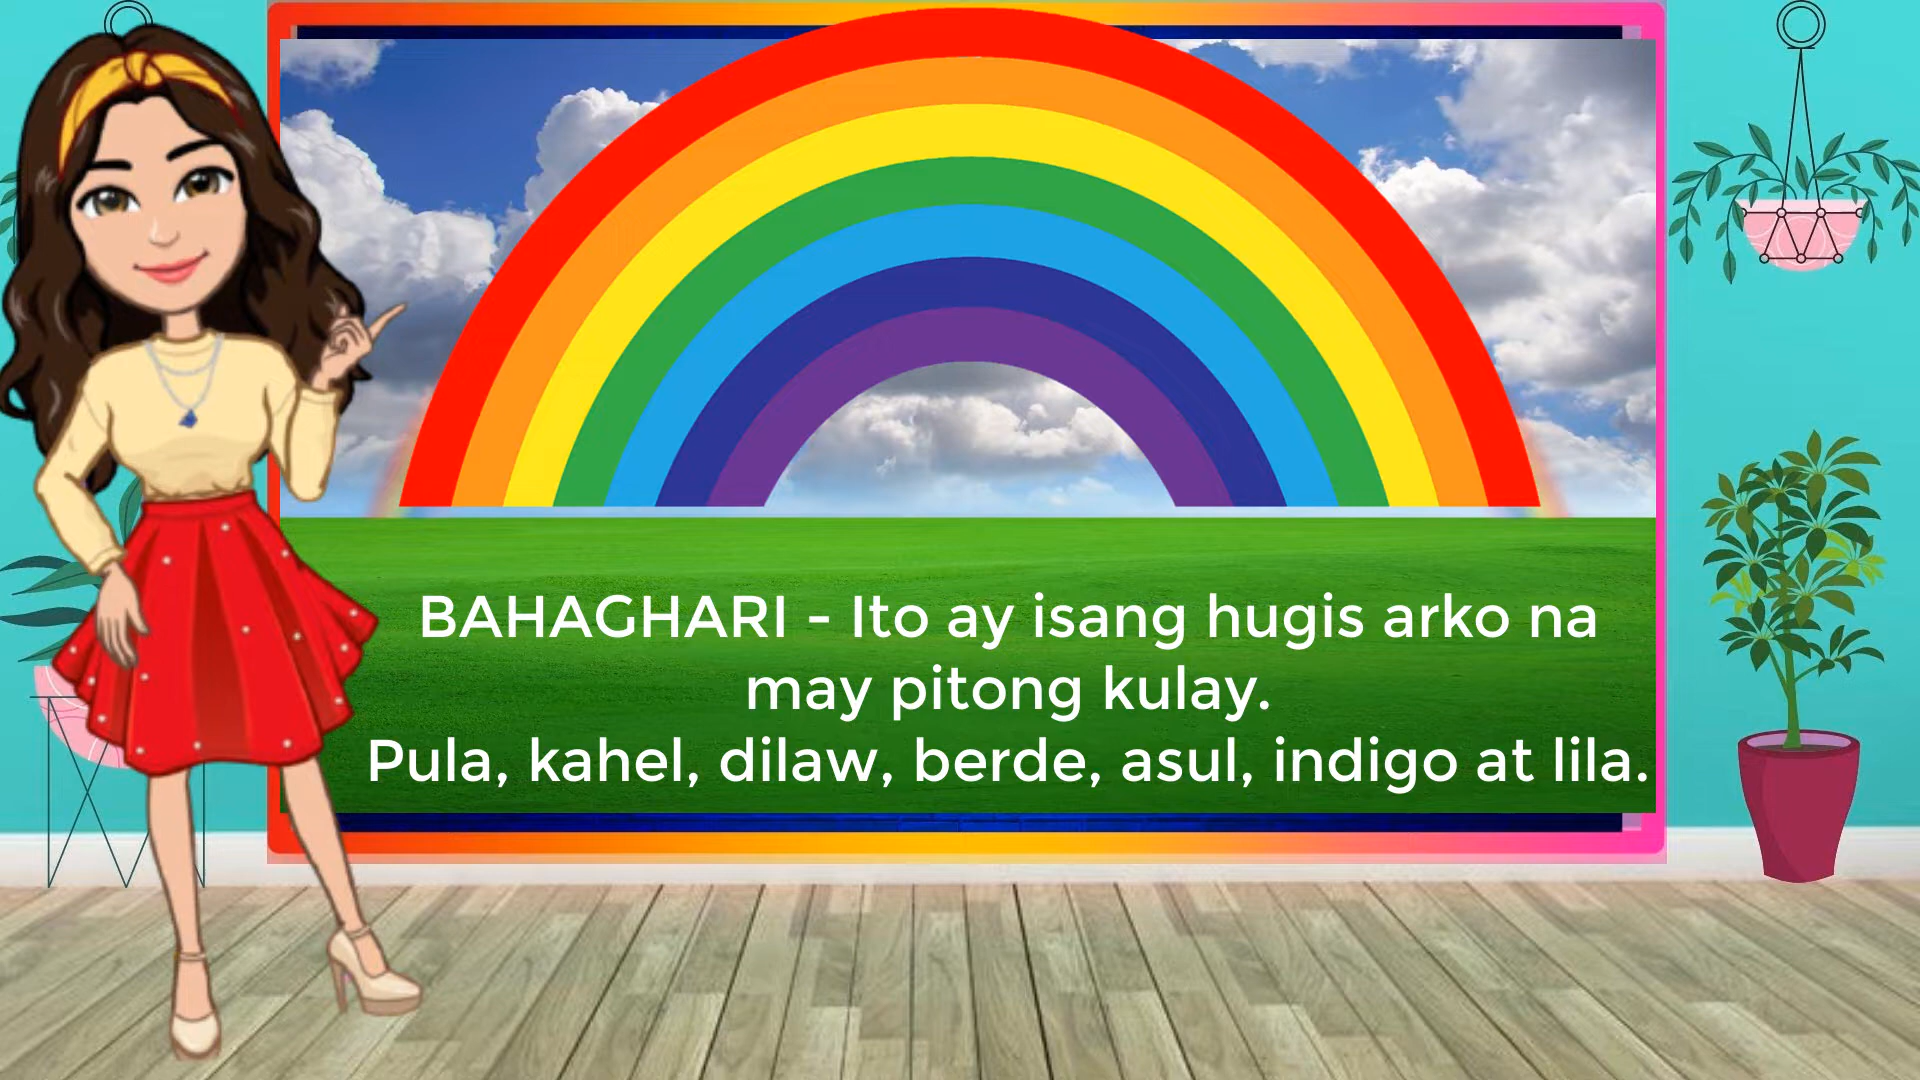 BAHAGHARI - Ito ay isang hugis arko na
may pitong kulay.
Pula, kahel, dilaw, berde, asul, indigo at lila.